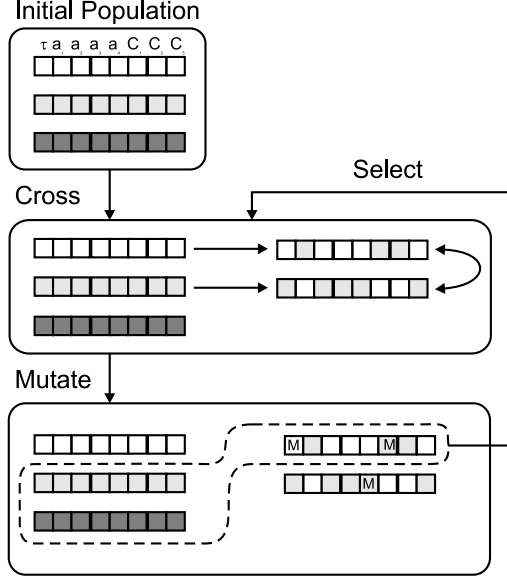 Initial Population
τ a1 a2 a3 a4 C1 C2 C3
Select
Cross
Mutate
M M
M